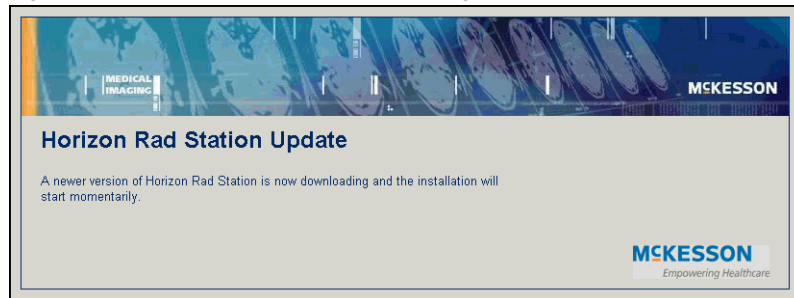 MEDICAL
IMAGING
MCKESSON
Horizon Rad Station Update
A newer version of Horizon Rad Station is now downloading and the installation will
start momentarily.
MCKESSON
Empowering Healthcare